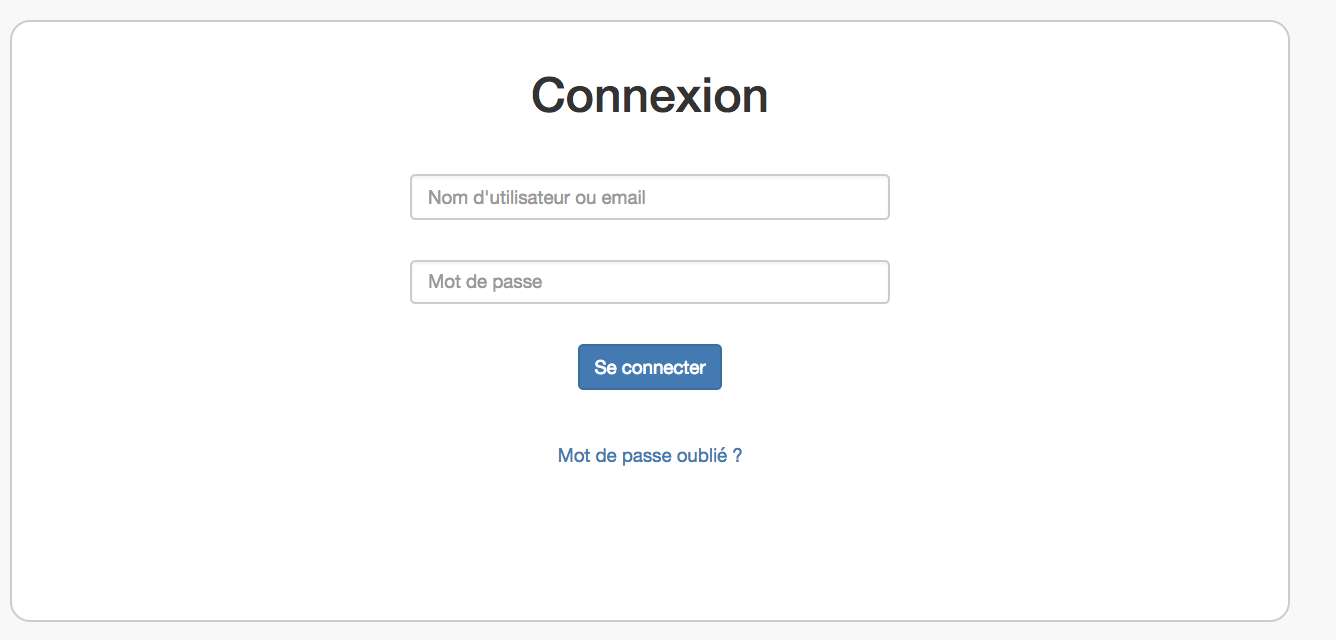 Connexion
Nom d'utilisateur ou email
Mot de passe
Se connecter
Mot de passe oublié ?